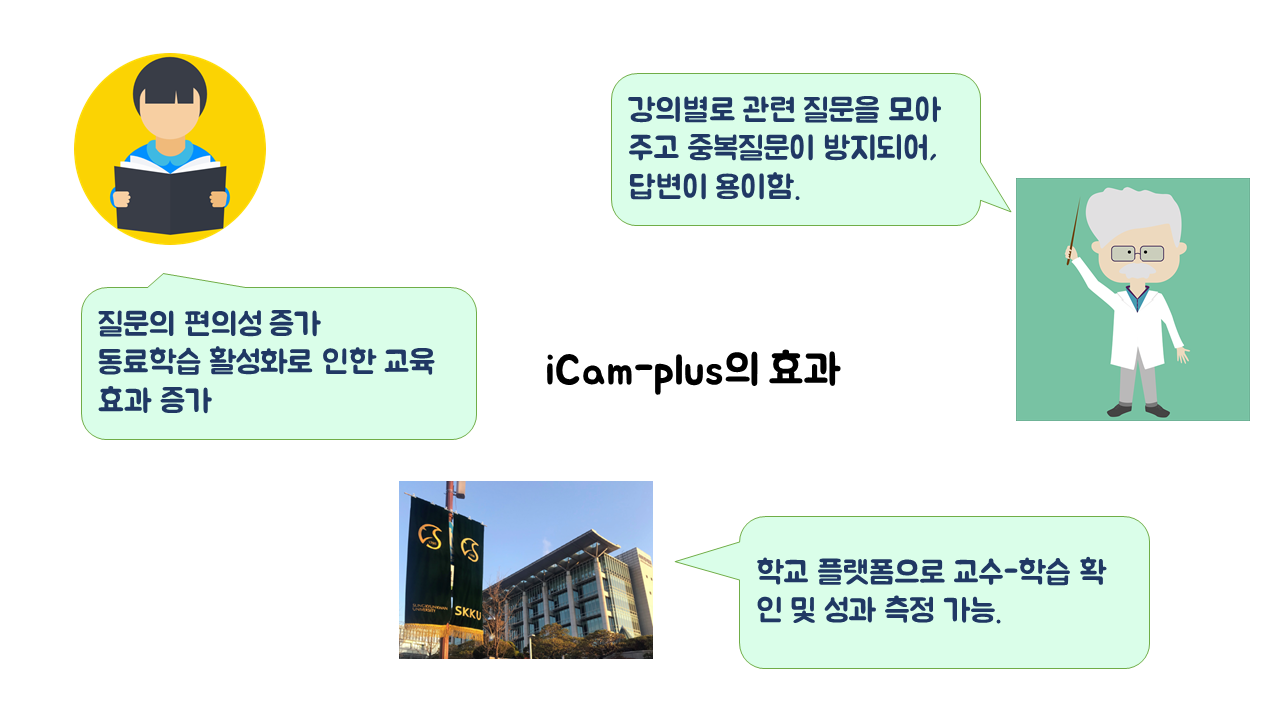 강의별로 관련 질문을 모아
주고 중복질문이 방지되어,
답변이 용이함.
질문의 편의성 증가
동료학습 활성화로 인한 교육
효과 증가
iCam-plus의 효과
학교 플랫폼으로 교수-학습 확
인 및 성과 측정 가능.
SUNGKYUNKWAN
UNIVERSITY
SKKU